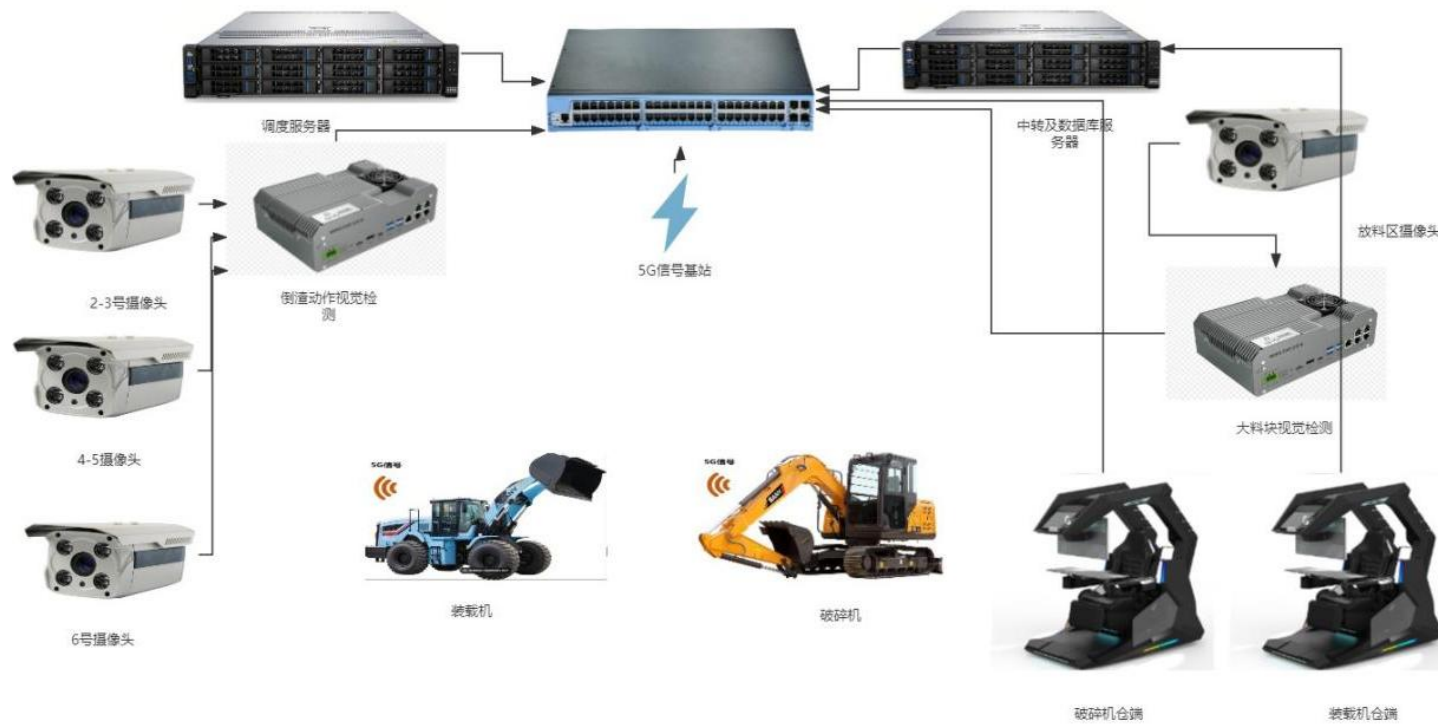 调度服务器
中转及数据库服
务器
2-3号摄像头
倒渣动作视觉检
测
5G信号基站
放料区摄像头
4-5摄像头
大料块视觉检测
5G信号
5G信号
SANY
装载机
破碎机
6号摄像头
破碎机仓端
装载机仓端